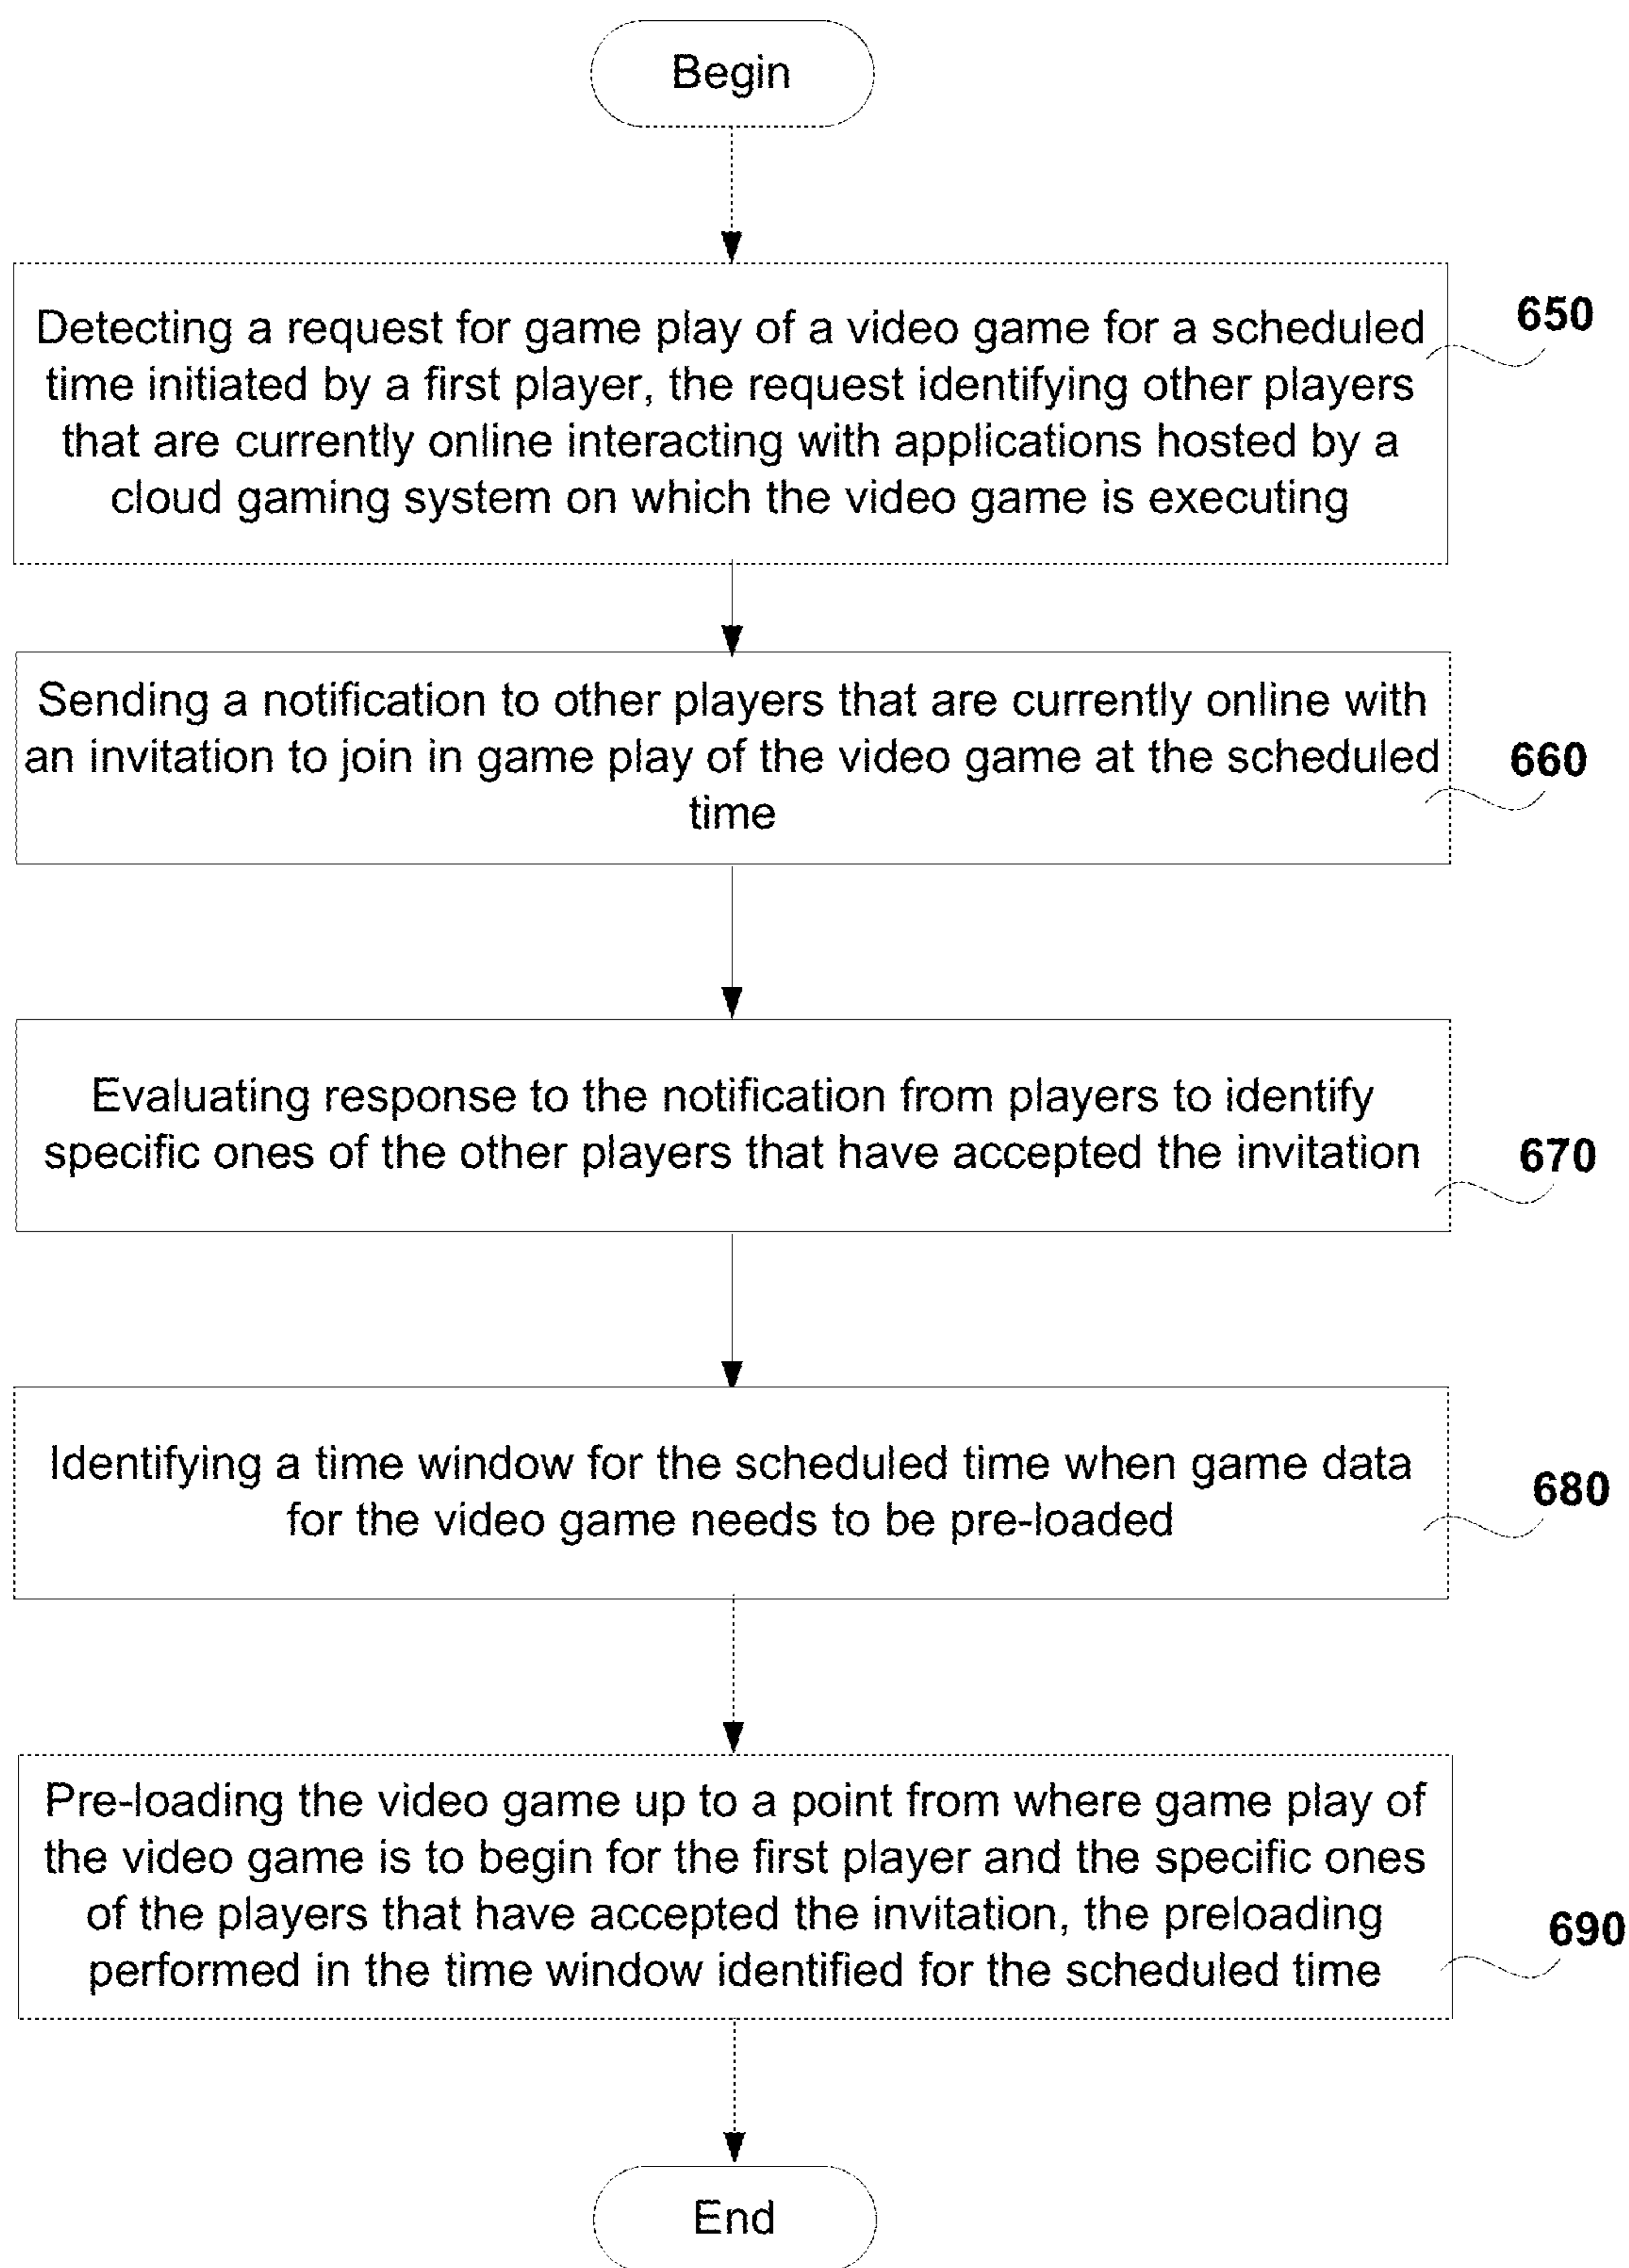 Begin
Detecting a request for game play of a video game for a scheduled
time initiated by a first player, the request identifying other players
that are currently online interacting with applications hosted by a
cloud gaming system on which the video game is executing
650
Sending a notification to other players that are currently online with
an invitation to join in game play of the video game at the scheduled
time
660
Evaluating response to the notification from players to identify
specific ones of the other players that have accepted the invitation
670
Identifying a time window for the scheduled time when game data
for the video game needs to be pre-loaded
680
Pre-loading the video game up to a point from where game play of
the video game is to begin for the first player and the specific ones
of the players that have accepted the invitation, the preloading
performed in the time window identified for the scheduled time
690
End